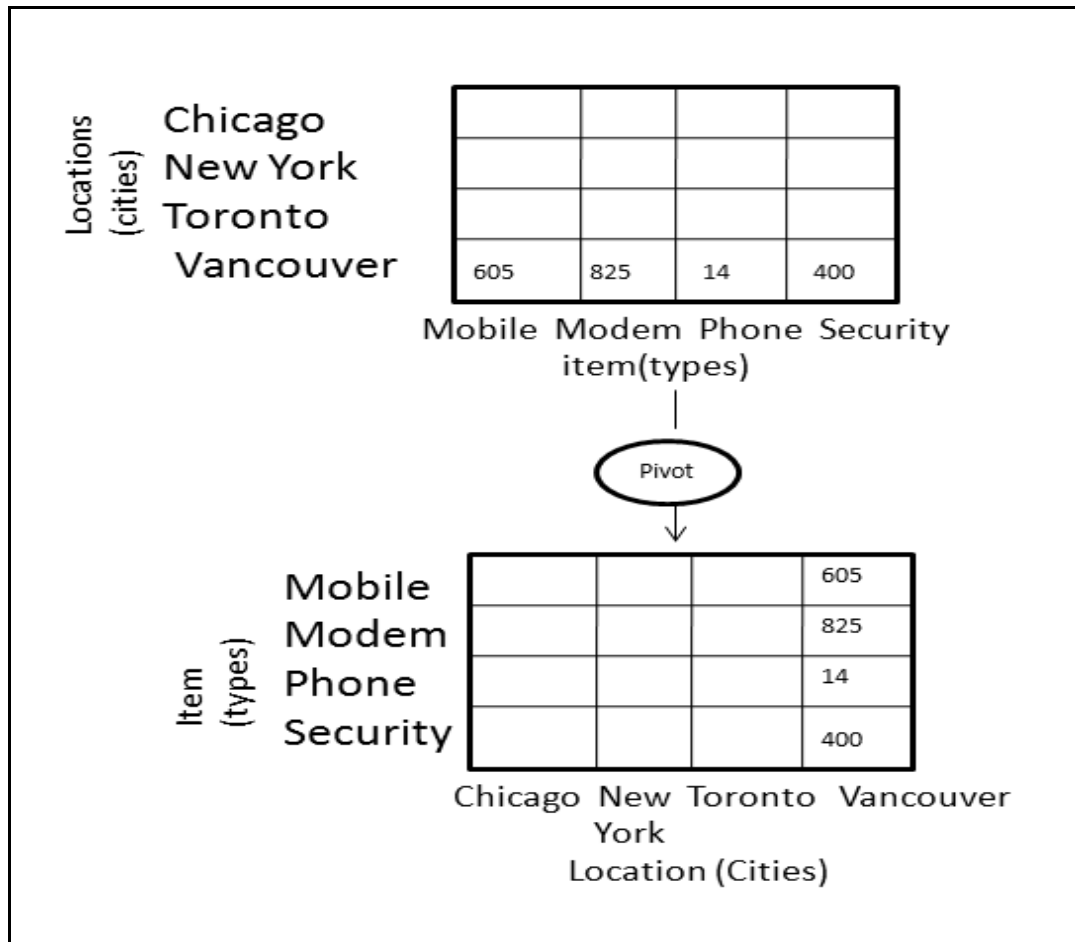 Locations
(cities)
Chicago
New York
Toronto
Vancouver
605 825 14 400
Mobile Modem Phone Security
item(types)
Pivot
Item
(types)
Mobile
Modem
Phone
Security
605
825
14
400
Chicago New Toronto Vancouver
York
Location (Cities)